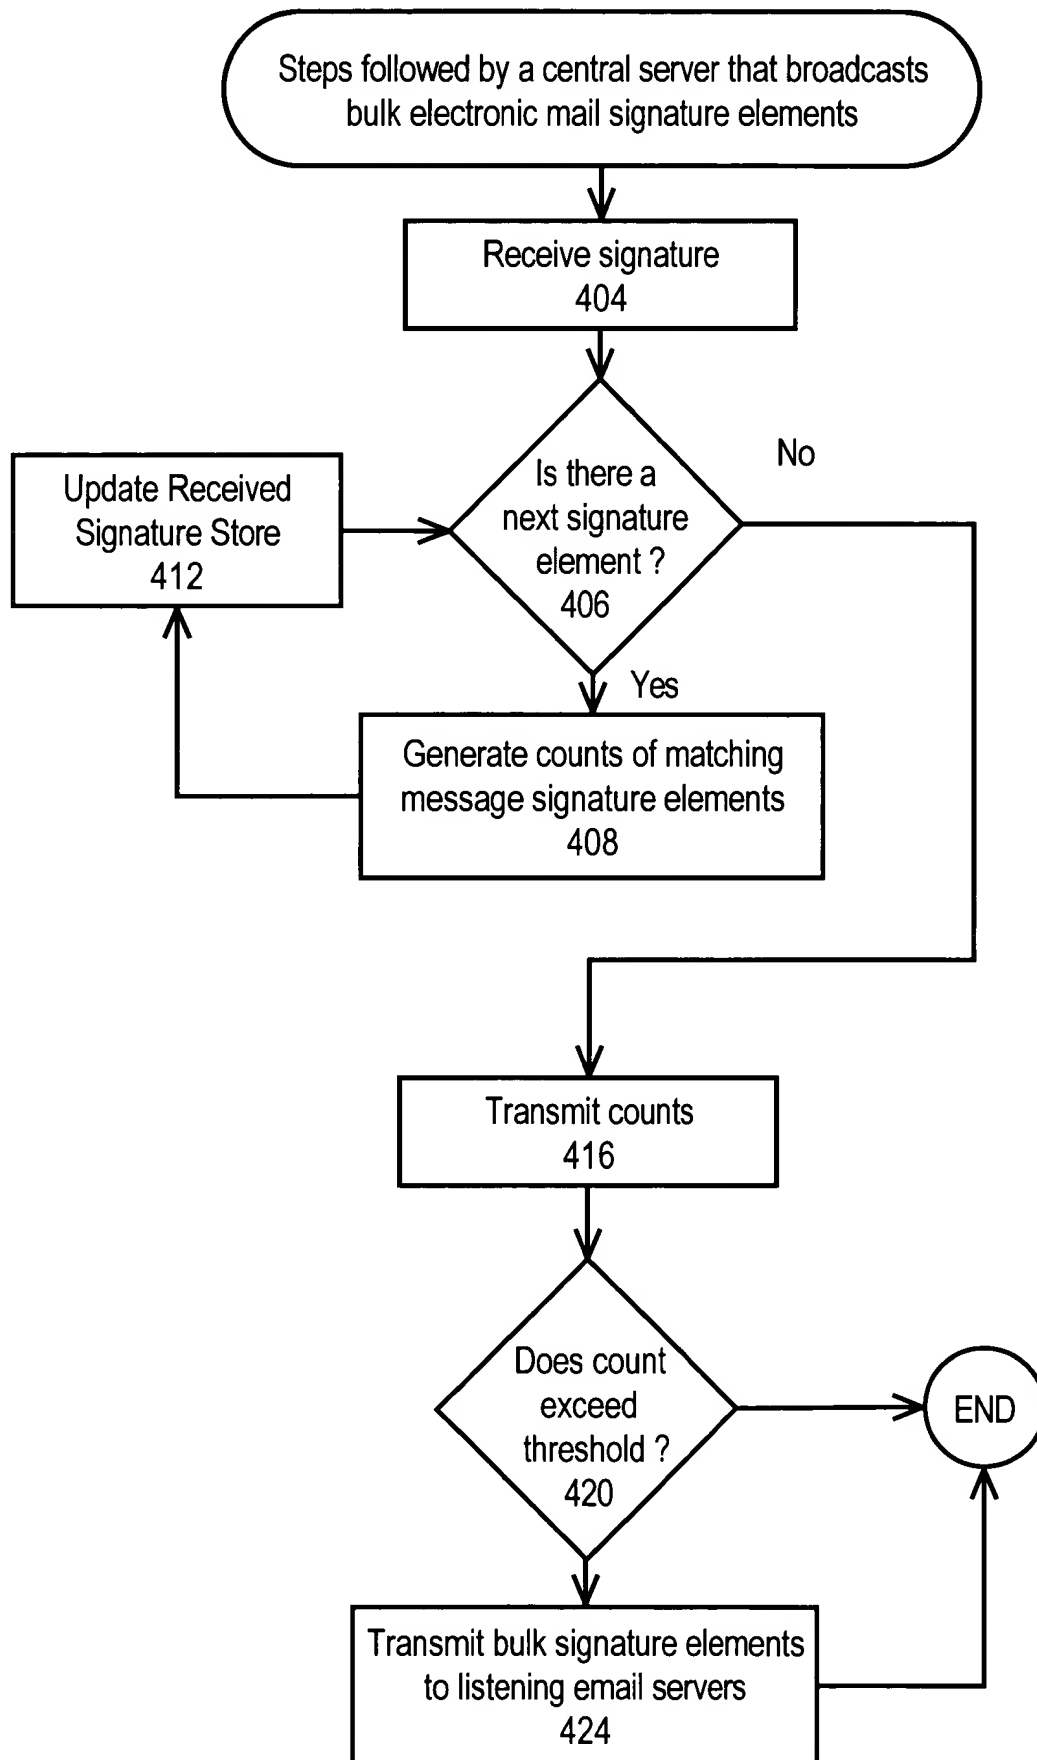 Steps followed by a central server that broadcasts
bulk electronic mail signature elements
Receive signature
404
No
Update Received
Signature Store
412
Is there a
next signature
element ?
406
Yes
Generate counts of matching
message signature elements
408
Transmit counts
416
Does count
exceed
threshold ?
420
END
Transmit bulk signature elements
to listening email servers
424